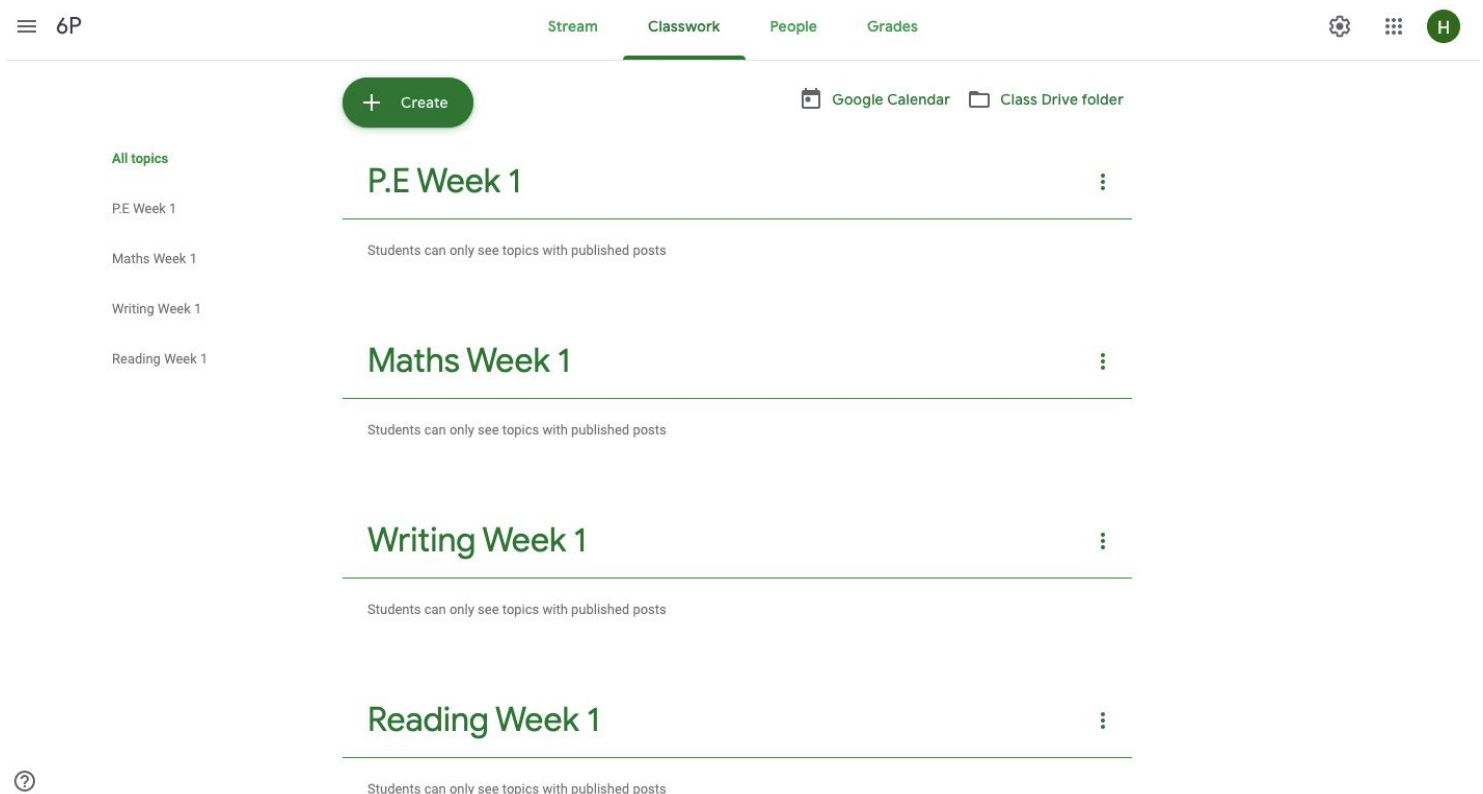 6P
Stream
Classwork
People
Grades
H
Create
Google Calendar
Class Drive folder
All topics
P.E Week 1
Maths Week 1
Writing Week 1
Reading Week 1
P.E Week 1
Students can only see topics with published posts
Maths Week 1
Students can only see topics with published posts
Writing Week 1
Students can only see topics with published posts
Reading Week 1
Students can only see topics with published posts